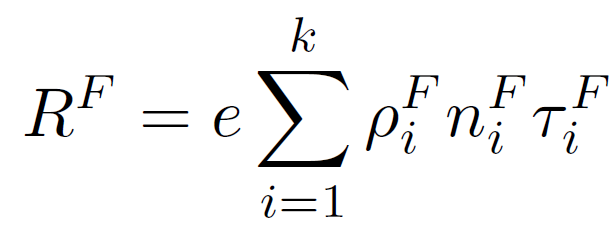 R^F = e \sum_{i=1}^{k} \rho_i^F n_i^F \tau_i^F